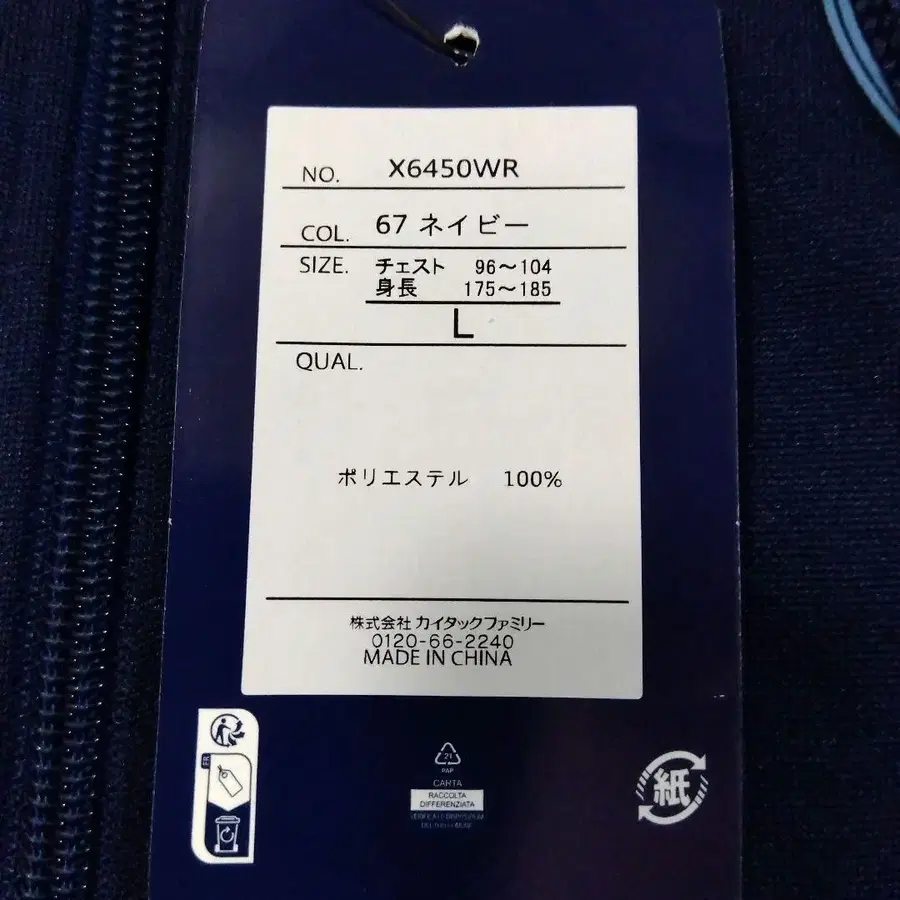 NO. X6450WR
COL. 67 ネイビー
SIZE. チェスト 96～104
身長 175～185
L
QUAL.
ポリエステル 100%
株式会社 カイタックファミリー
0120-66-2240
MADE IN CHINA
FR
21
PAP
CARTA
RACCOLTA
DIFFERENZIATA
紙